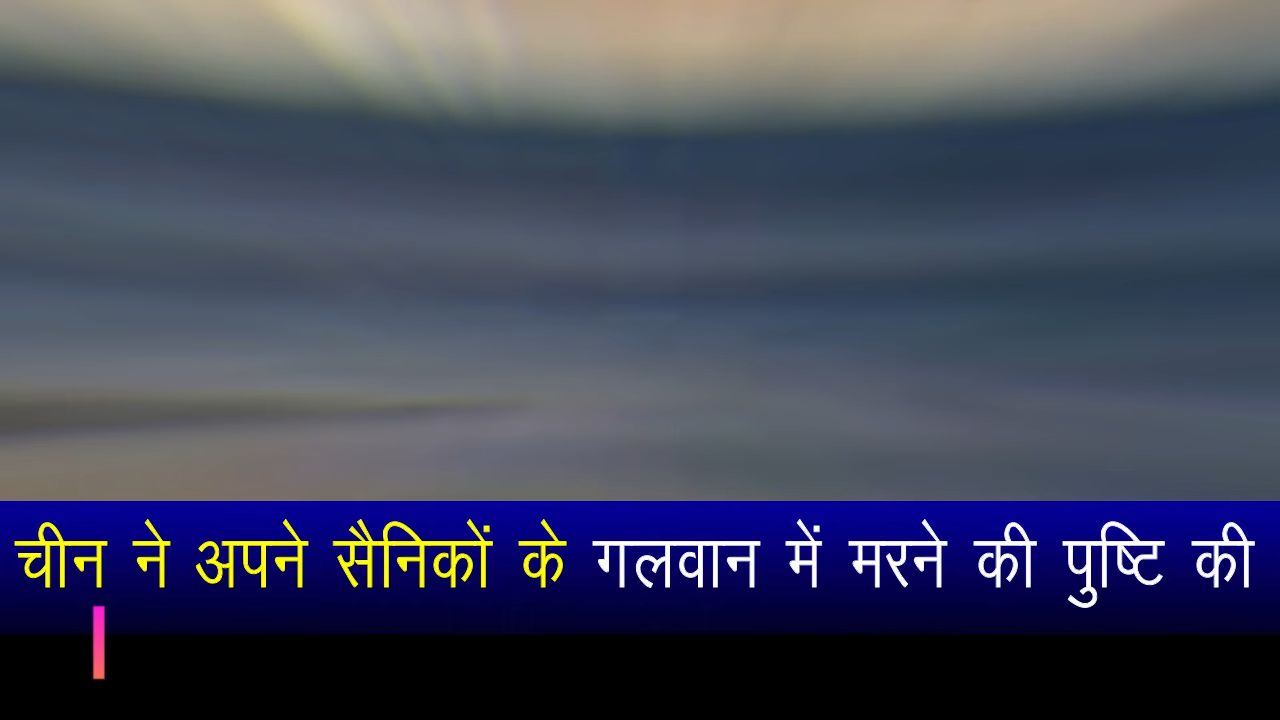 चीन ने अपने सैनिकों के गलवान में मरने की पुष्टि की